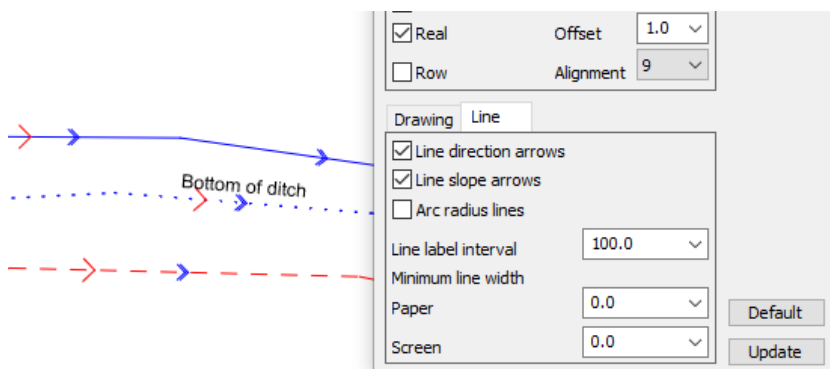 Real Offset 1.0
Row Alignment 9
Drawing Line
Line direction arrows
Line slope arrows
Bottom of ditch
Arc radius lines
Line label interval 100.0
Minimum line width
Paper 0.0
Default
Screen 0.0
Update